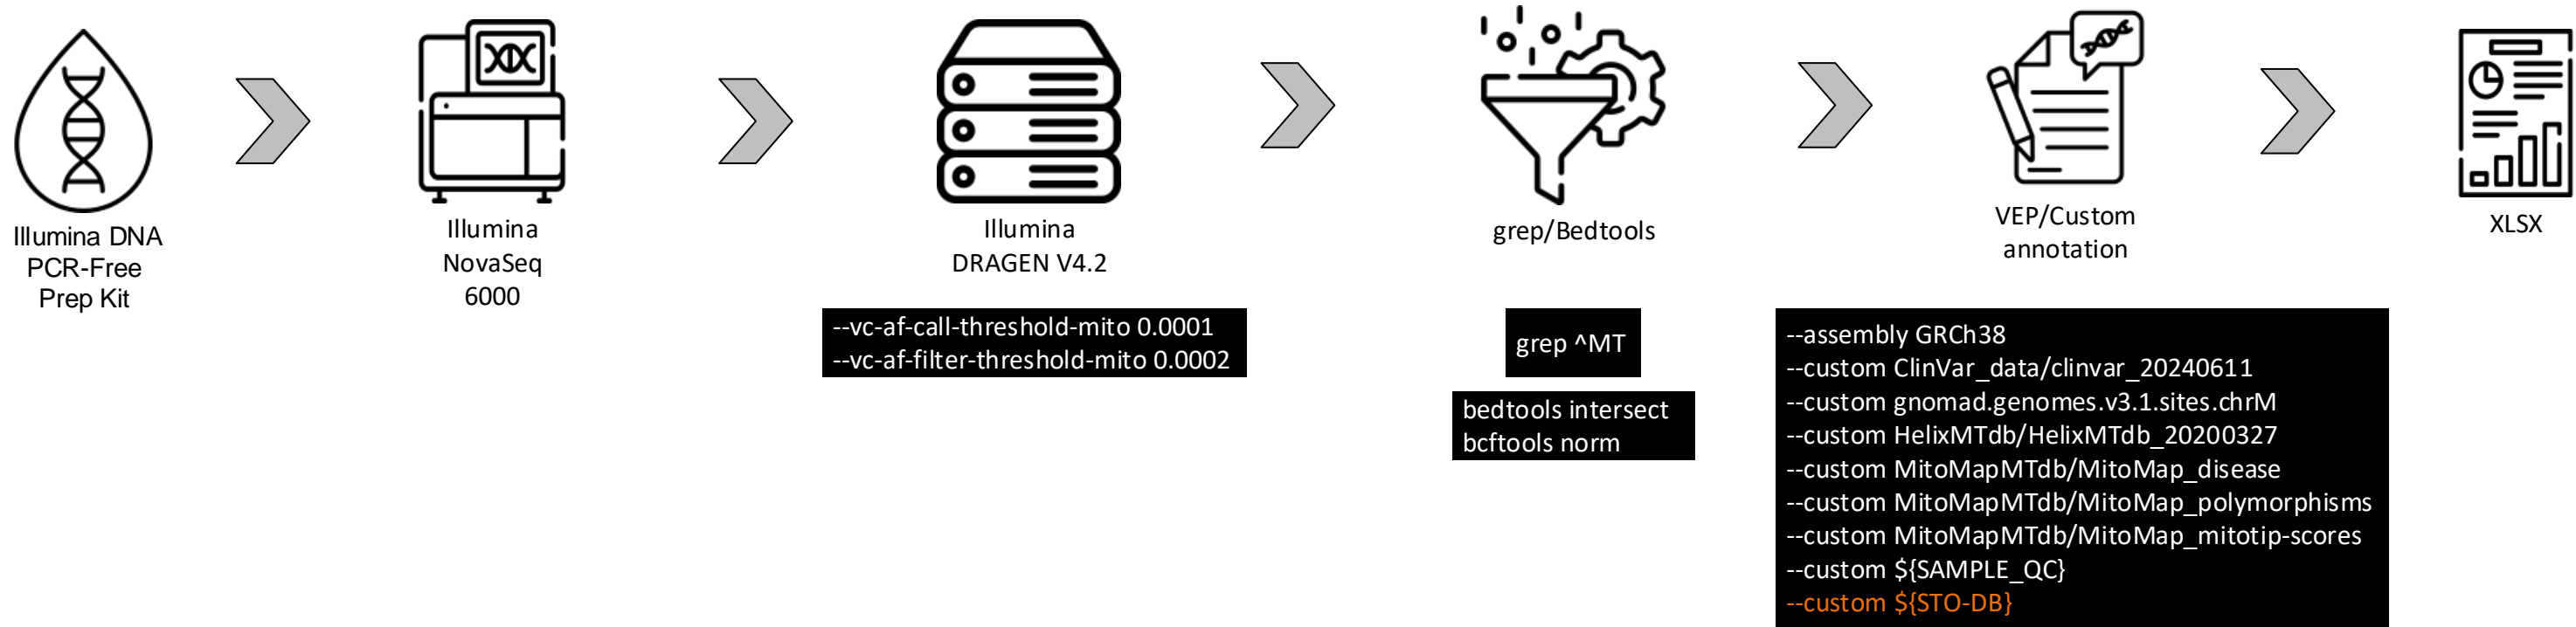 Illumina DNA
PCR-Free
Prep Kit
Illumina
NovaSeq
6000
Illumina
DRAGEN V4.2
--vc-af-call-threshold-mito 0.0001
--vc-af-filter-threshold-mito 0.0002
grep/Bedtools
grep ^MT
bedtools intersect
bcftools norm
VEP/Custom
annotation
--assembly GRCh38
--custom ClinVar_data/clinvar_20240611
--custom gnomad.genomes.v3.1.sites.chrM
--custom HelixMTdb/HelixMTdb_20200327
--custom MitoMapMTdb/MitoMap_disease
--custom MitoMapMTdb/MitoMap_polymorphisms
--custom MitoMapMTdb/MitoMap_mitotip-scores
--custom ${SAMPLE_QC}
--custom ${STO-DB}
XLSX